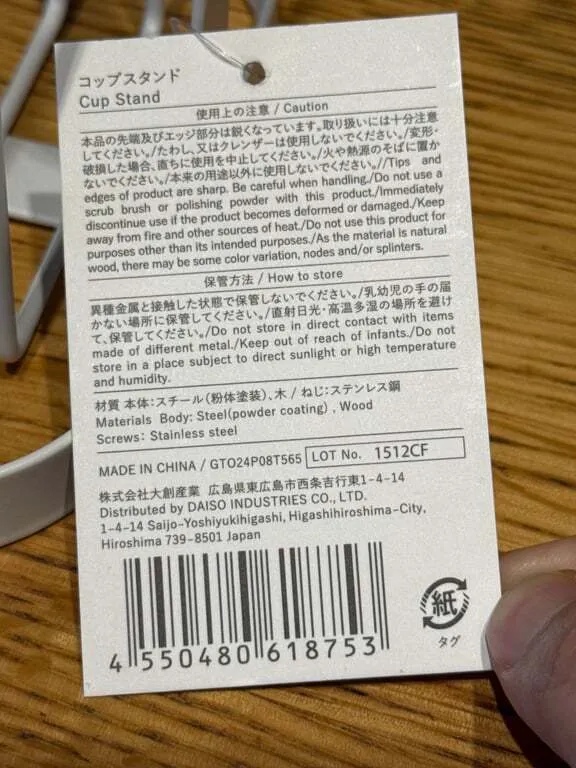 コップスタンド
Cup Stand
使用上の注意 / Caution
本品の先端及びエッジ部分は鋭くなっています。取り扱いには十分注意
してください。/たわし、又はクレンザーは使用しないでください。/変形・
破損した場合、直ちに使用を中止してください。/火や熱源のそばに置か
ないでください。/本来の用途以外に使用しないでください。//Tips and
edges of product are sharp. Be careful when handling./Do not use a
scrub brush or polishing powder with this product./Immediately
discontinue use if the product becomes deformed or damaged./Keep
away from fire and other sources of heat./Do not use this product for
purposes other than its intended purposes./As the material is natural
wood, there may be some color variation, nodes and/or splinters.
保管方法 / How to store
異種金属と接触した状態で保管しないでください。/乳幼児の手の届
かない場所に保管してください。/直射日光・高温多湿の場所を避け
て、保管してください。//Do not store in direct contact with items
made of different metal./Keep out of reach of infants./Do not
store in a place subject to direct sunlight or high temperature
and humidity.
材質 本体:スチール(粉体塗装)、木 / ねじ:ステンレス鋼
Materials Body: Steel(powder coating) , Wood
Screws: Stainless steel
MADE IN CHINA / GTO24P08T565 LOT No. 1512CF
株式会社大創産業 広島県東広島市西条吉行東1-4-14
Distributed by DAISO INDUSTRIES CO., LTD.
1-4-14 Saijo-Yoshiyukihigashi, Higashihiroshima-City,
Hiroshima 739-8501 Japan
4 550480 618753
紙
タグ